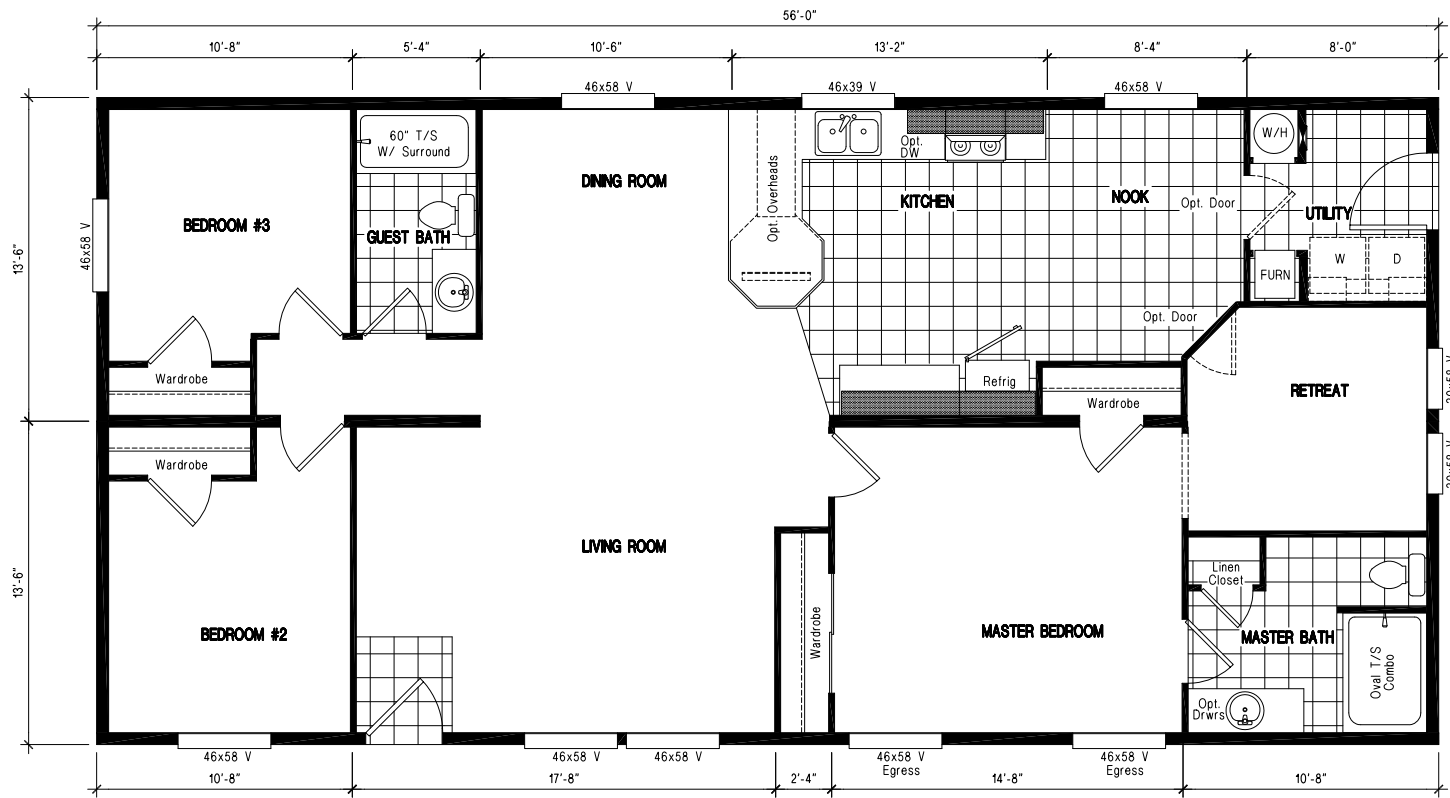 56'-0"
10'-8"
5'-4"
10'-6"
13'-2"
8'-4"
8'-0"
46x58 V
46x39 V
46x58 V
60" T/S
W/ Surround
Opt.
DW
W/H
Opt. Overheads
DINING ROOM
KITCHEN
NOOK
Opt. Door
UTILITY
BEDROOM #3
GUEST BATH
46x58 V
13'-6"
W
D
FURN
Opt. Door
Wardrobe
Refrig
RETREAT
Wardrobe
Wardrobe
LIVING ROOM
13'-6"
Linen
Closet
BEDROOM #2
Wardrobe
MASTER BEDROOM
MASTER BATH
Oval T/S
Combo
Opt.
Drwrs
46x58 V
46x58 V
46x58 V
46x58 V
Egress
46x58 V
Egress
10'-8"
17'-8"
2'-4"
14'-8"
10'-8"